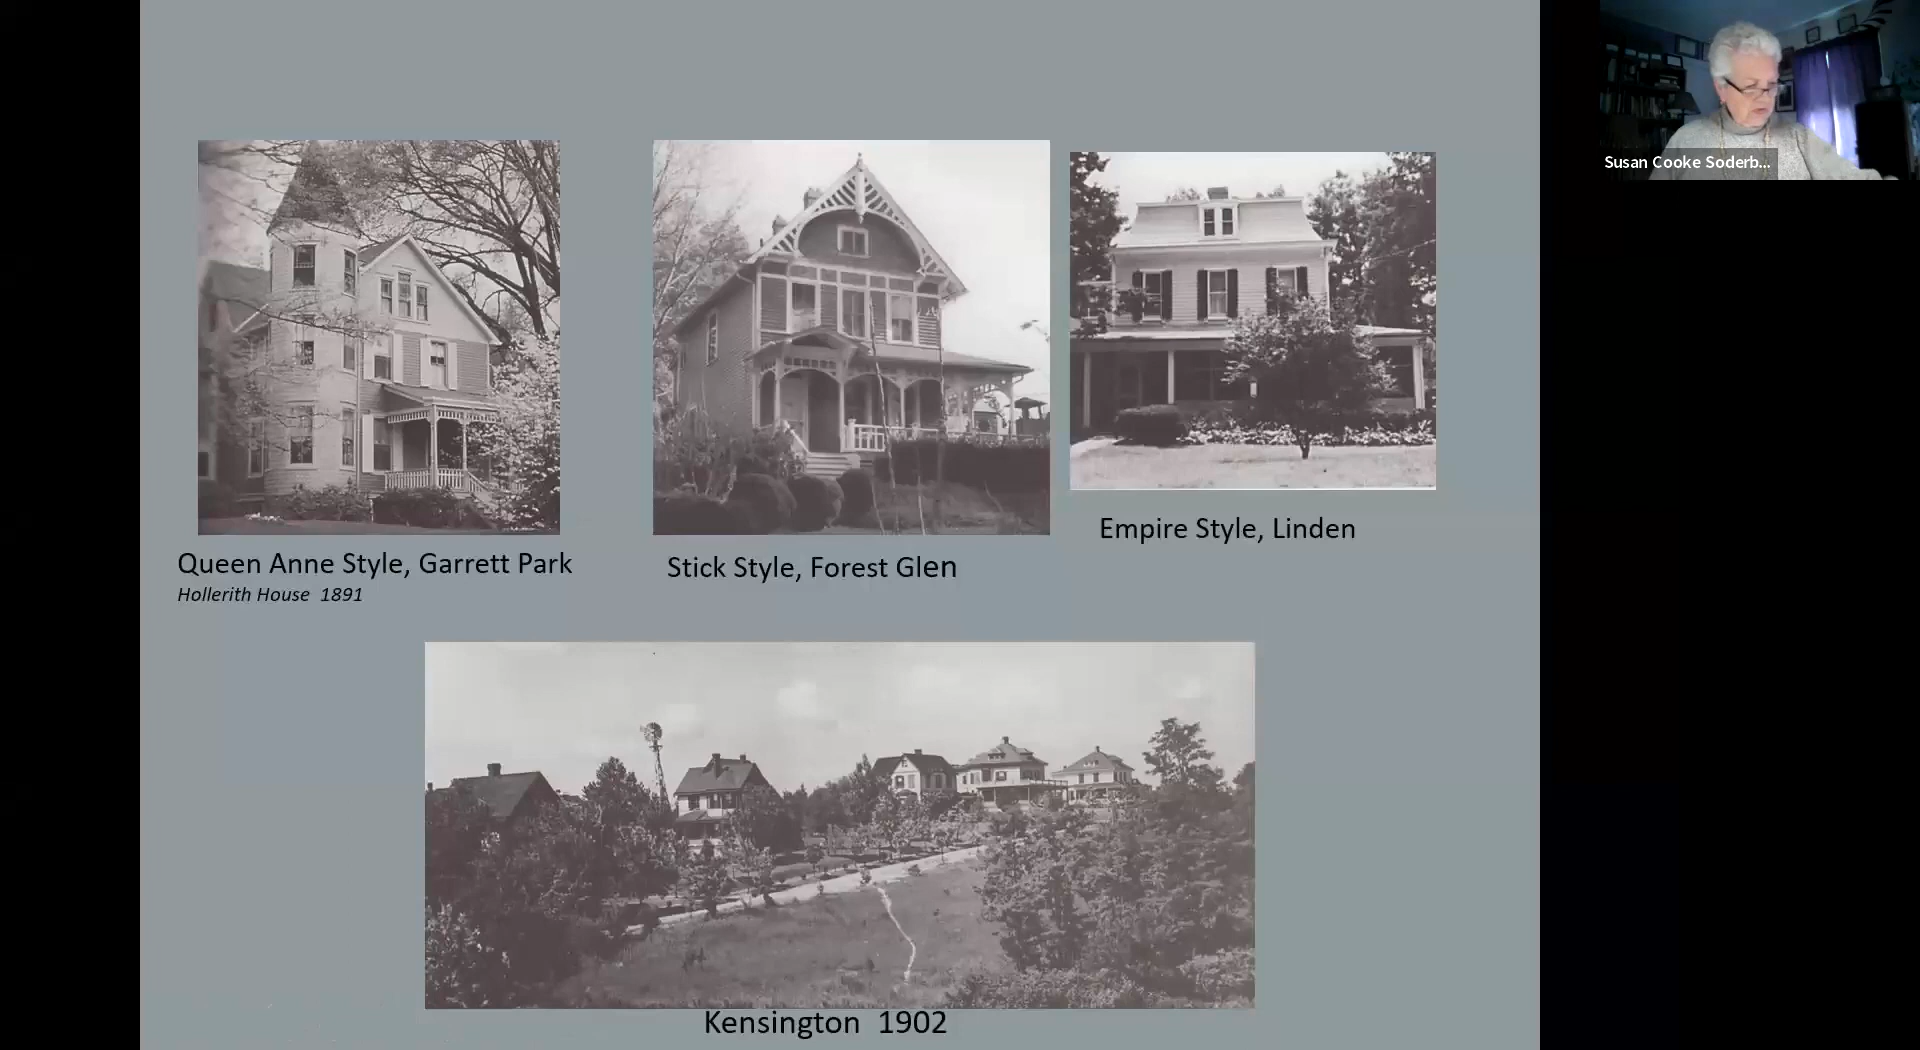 Susan Cooke Soderb...
Queen Anne Style, Garrett Park
Hollerith House 1891
Stick Style, Forest Glen
Empire Style, Linden
Kensington 1902